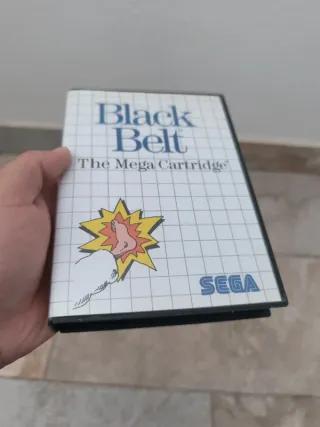 Black
Belt
The Mega Cartridge
SEGA